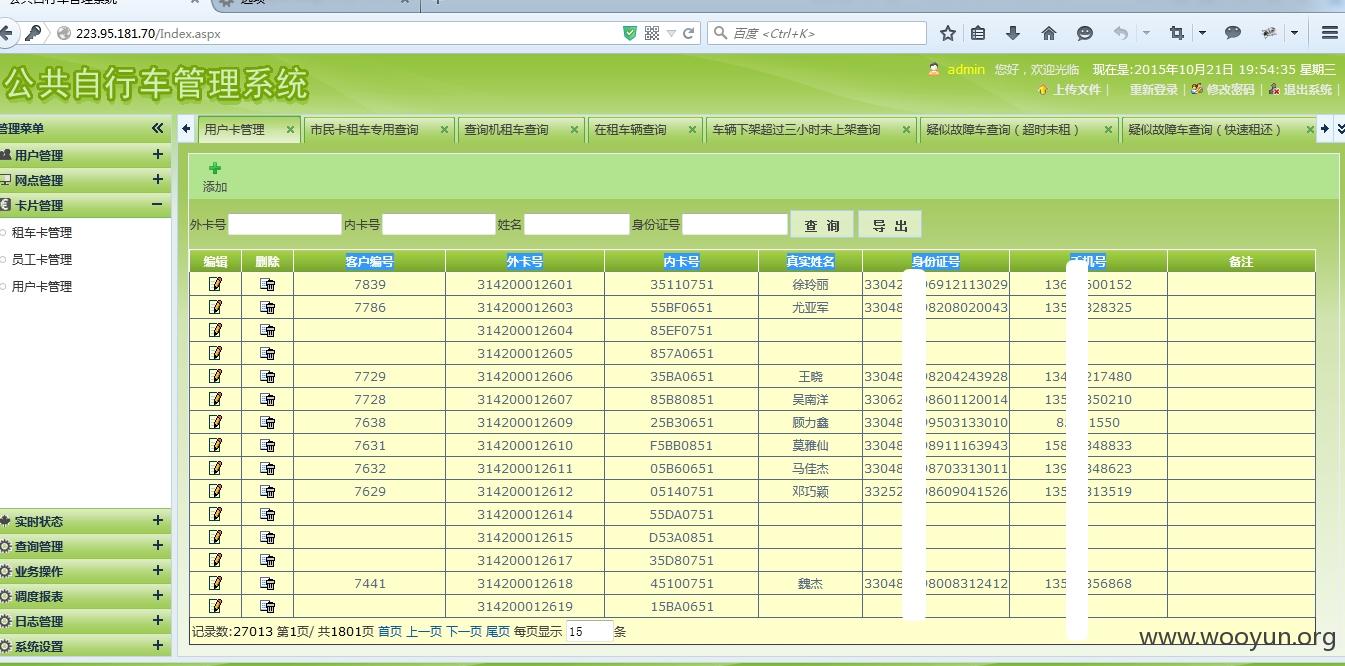 公共自行车管理系统
选项
223.95.181.70/Index.aspx
百度 <Ctrl+K>
公共自行车管理系统
admin 您好，欢迎光临 现在是:2015年10月21日 19:54:35 星期三
上传文件 | 重新登录 | 修改密码 | 退出系统 |
管理菜单
用户卡管理 市民卡租车专用查询 查询机租车查询 在租车辆查询 车辆下架超过三小时未上架查询 疑似故障车查询（超时未租） 疑似故障车查询（快速租还）
用户管理
网点管理
卡片管理
租车卡管理
员工卡管理
用户卡管理
实时状态
查询管理
业务操作
调度报表
日志管理
系统设置
添加
外卡号 内卡号 姓名 身份证号 查 询 导 出
编辑 删除 客户编号 外卡号 内卡号 真实姓名 身份证号 手机号 备注
7839 314200012601 35110751 徐玲丽 33042 06912113029 136 600152
7786 314200012603 55BF0651 尤亚军 33048 08208020043 135 328325
314200012604 85EF0751
314200012605 857A0651
7729 314200012606 35BA0651 王晓 33048 08204243928 134 217480
7728 314200012607 85B80851 吴南洋 33062 08601120014 135 350210
7638 314200012609 25B30651 顾力鑫 33048 09503133010 8 1550
7631 314200012610 F5BB0851 莫雅仙 33048 08911163943 158 348833
7632 314200012611 05B60651 马佳杰 33048 08703313011 139 348623
7629 314200012612 05140751 邓巧颖 33252 08609041526 135 313519
314200012614 55DA0751
314200012615 D53A0851
314200012617 35D80751
7441 314200012618 45100751 魏杰 33048 08008312412 135 356868
314200012619 15BA0651
记录数:27013 第1页/ 共1801页 首页 上一页 下一页 尾页 每页显示 15 条
www.wooyun.org